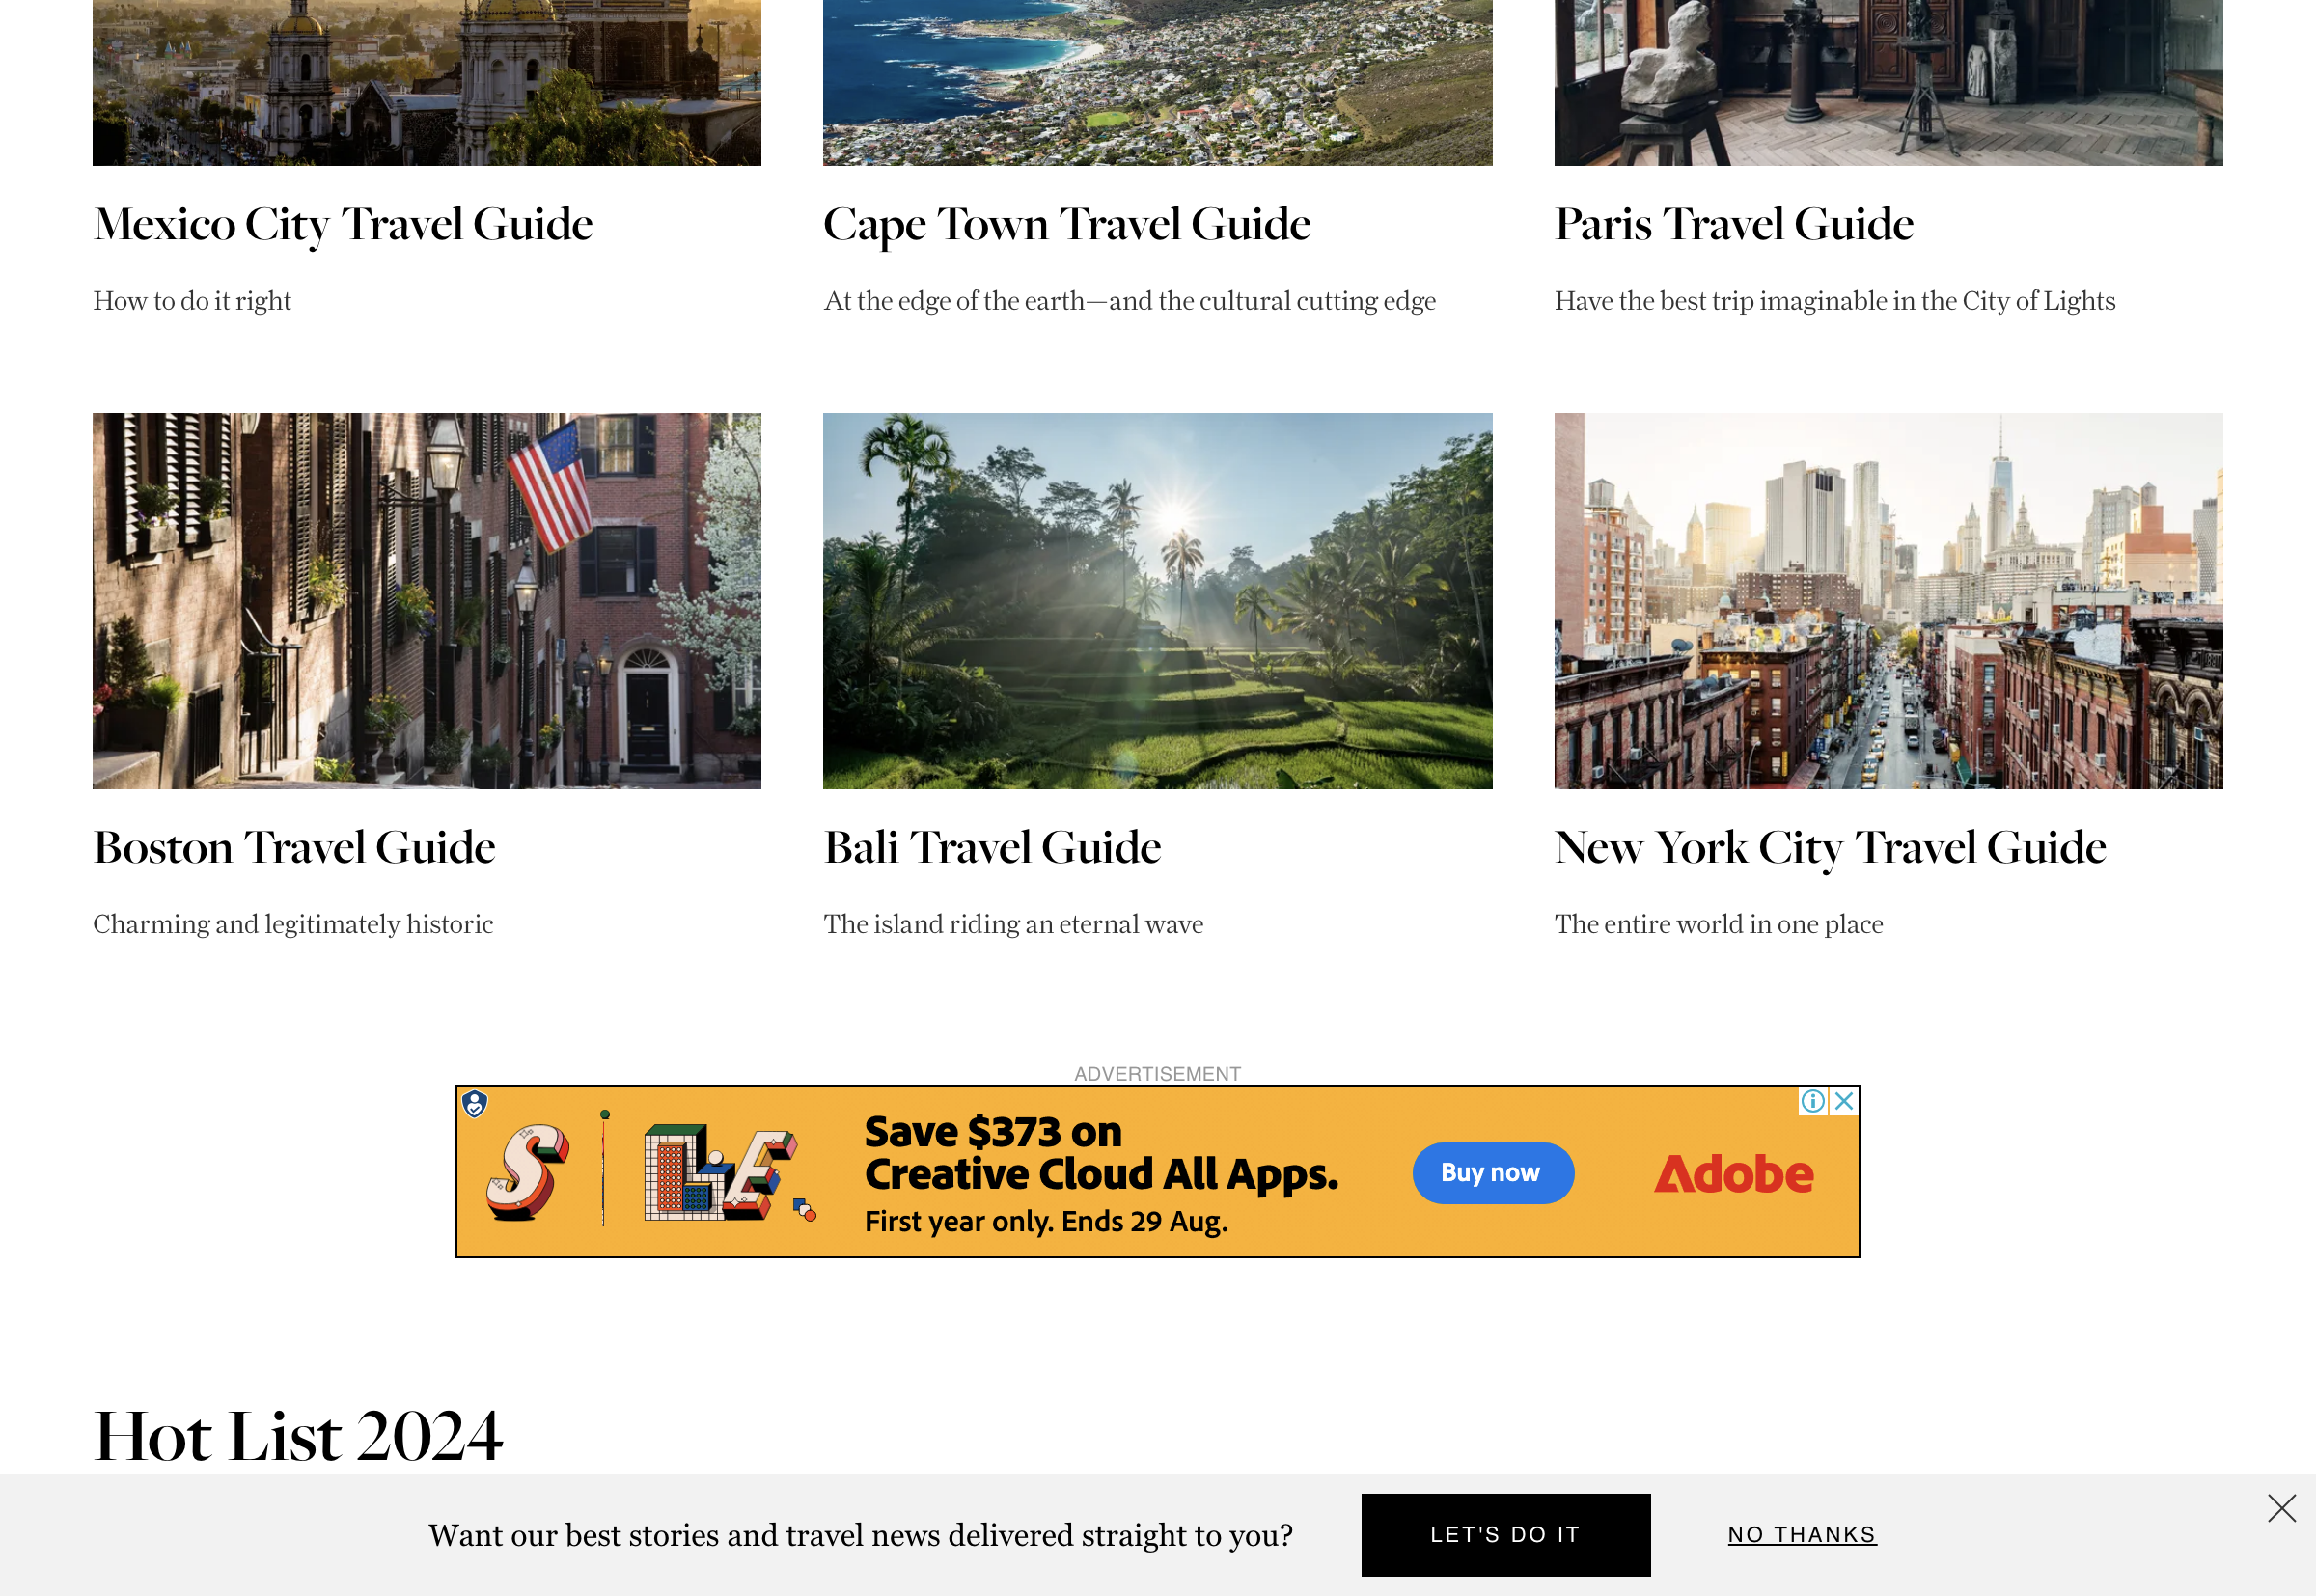 Mexico City Travel Guide
How to do it right
Cape Town Travel Guide
At the edge of the earth—and the cultural cutting edge
Paris Travel Guide
Have the best trip imaginable in the City of Lights
Boston Travel Guide
Charming and legitimately historic
Bali Travel Guide
The island riding an eternal wave
New York City Travel Guide
The entire world in one place
ADVERTISEMENT
S LE
Save $373 on
Creative Cloud All Apps.
First year only. Ends 29 Aug.
Buy now
Adobe
Hot List 2024
Want our best stories and travel news delivered straight to you?
LET'S DO IT
NO THANKS